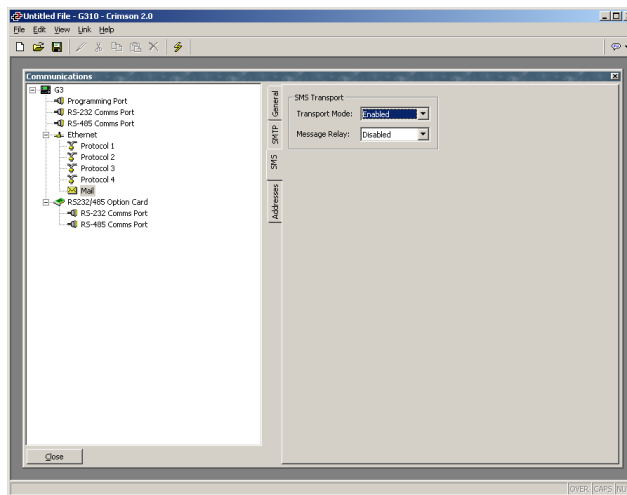 Untitled File - G310 - Crimson 2.0
File Edit View Link Help
Communications
G3
Programming Port
RS-232 Comms Port
RS-485 Comms Port
Ethernet
Protocol 1
Protocol 2
Protocol 3
Protocol 4
Mail
RS232/485 Option Card
RS-232 Comms Port
RS-485 Comms Port
General
SMTP
SMS
Addresses
SMS Transport
Transport Mode: Enabled
Message Relay: Disabled
Close
OVER CAPS NU